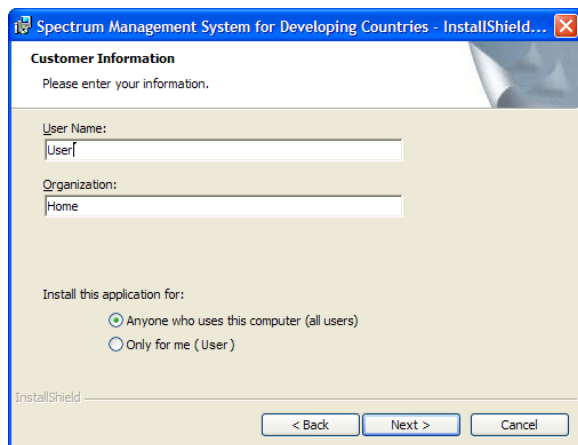 Spectrum Management System for Developing Countries - InstallShield...
Customer Information
Please enter your information.
User Name:
User
Organization:
Home
Install this application for:
Anyone who uses this computer (all users)
Only for me ( User )
InstallShield
< Back Next > Cancel